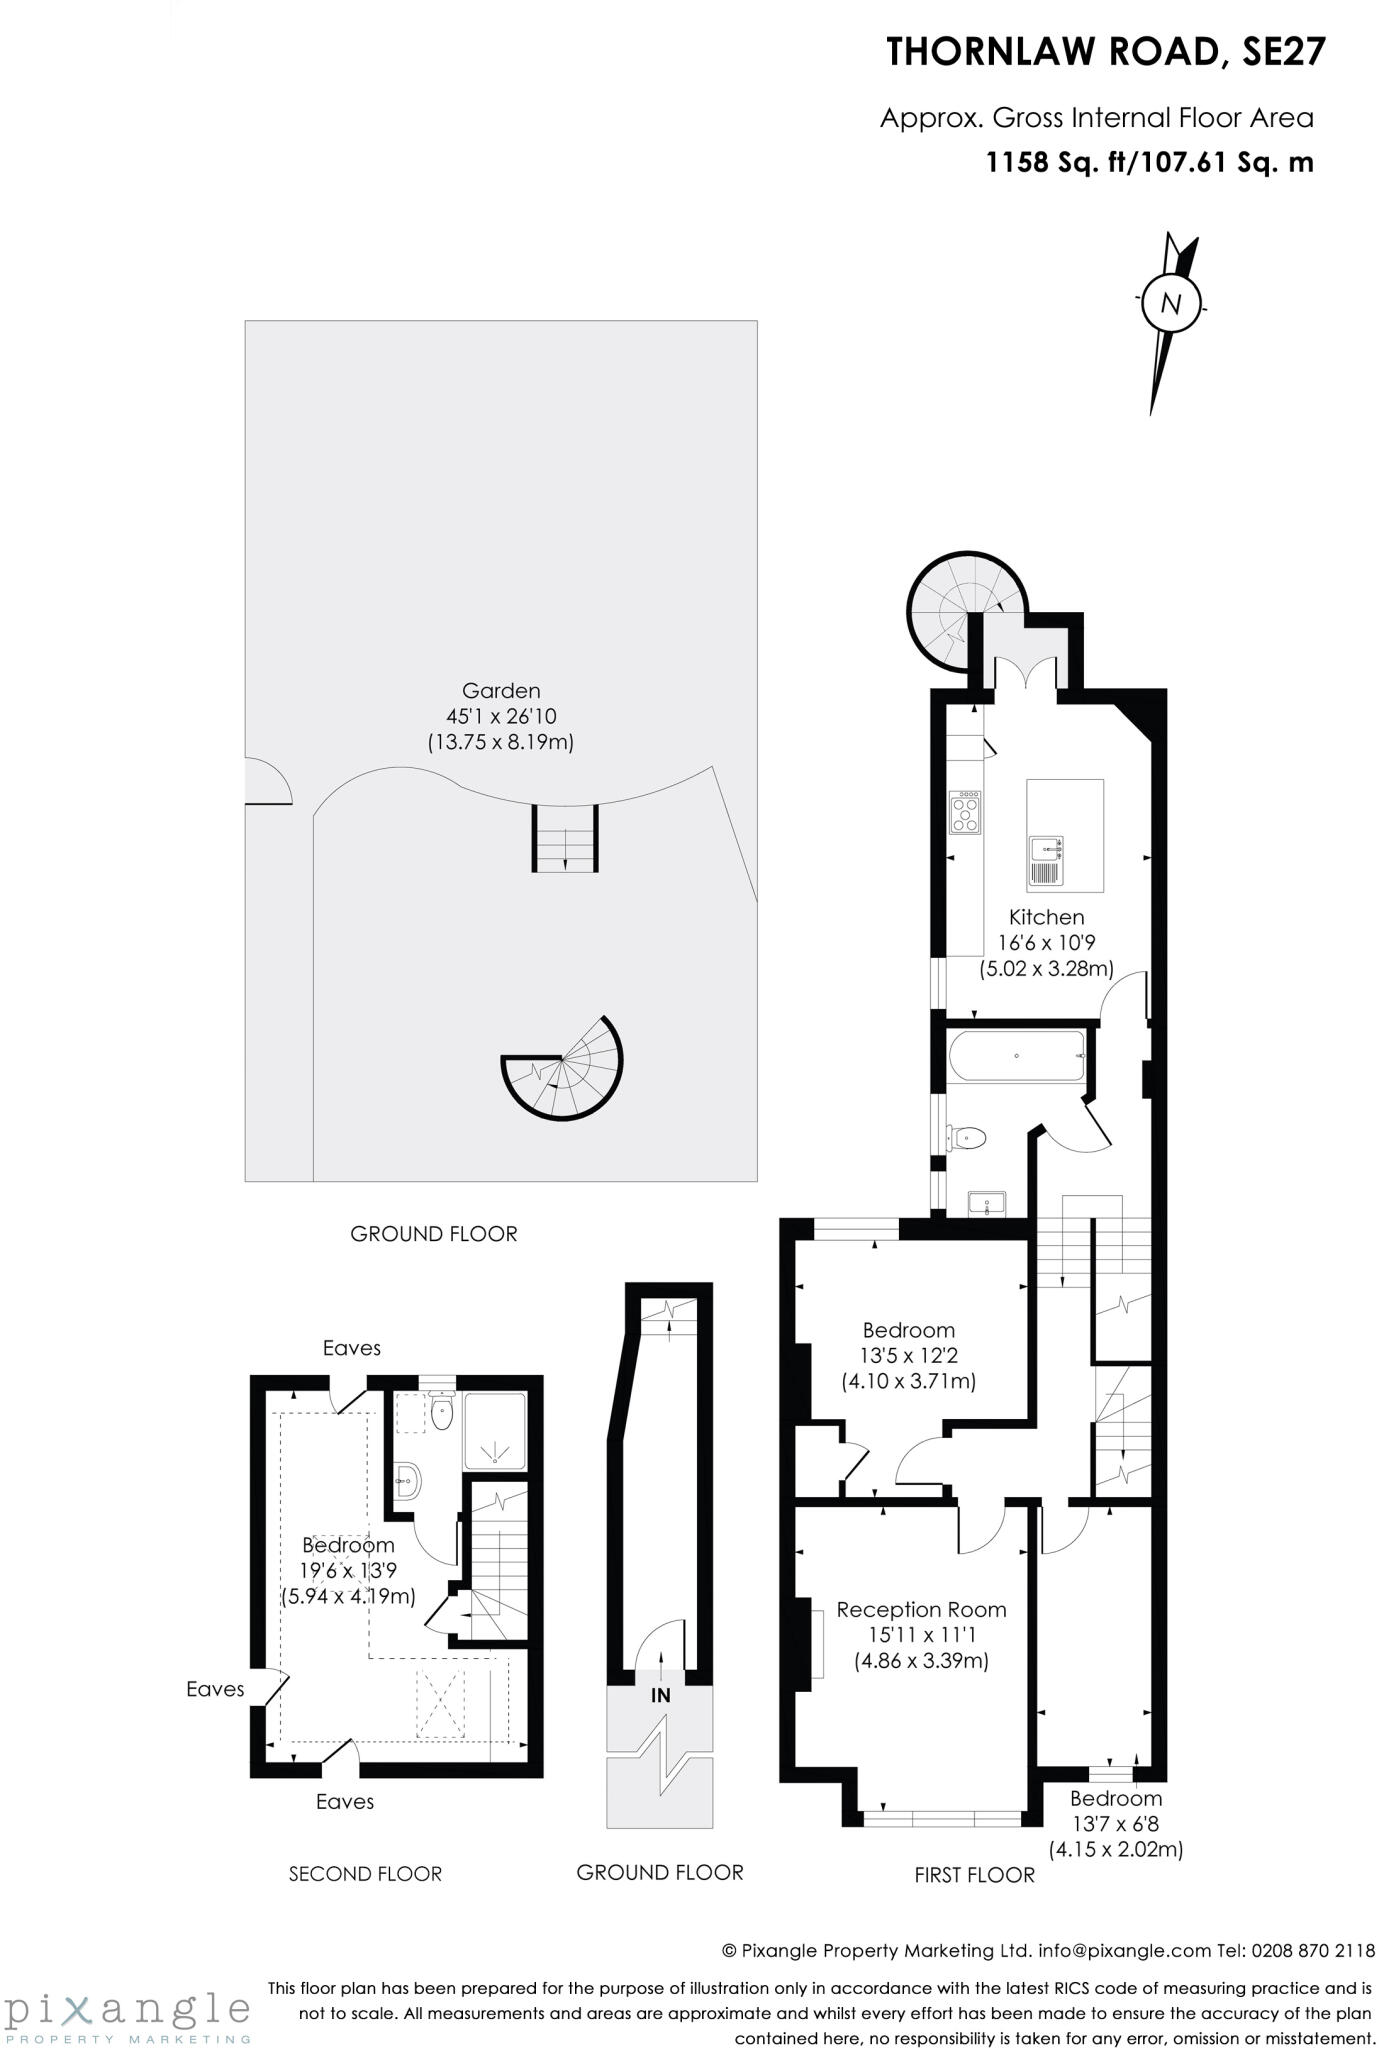 THORNLAW ROAD, SE27
Approx. Gross Internal Floor Area
1158 Sq. ft/107.61 Sq. m
N
Garden
45'1 x 26'10
(13.75 x 8.19m)
GROUND FLOOR
Kitchen
16'6 x 10'9
(5.02 x 3.28m)
Bedroom
13'5 x 12'2
(4.10 x 3.71m)
Reception Room
15'11 x 11'1
(4.86 x 3.39m)
Bedroom
13'7 x 6'8
(4.15 x 2.02m)
FIRST FLOOR
Eaves
Bedroom
19'6 x 13'9
(5.94 x 4.19m)
Eaves
Eaves
SECOND FLOOR
IN
GROUND FLOOR
© Pixangle Property Marketing Ltd. info@pixangle.com Tel: 0208 870 2118
This floor plan has been prepared for the purpose of illustration only in accordance with the latest RICS code of measuring practice and is
not to scale. All measurements and areas are approximate and whilst every effort has been made to ensure the accuracy of the plan
contained here, no responsibility is taken for any error, omission or misstatement.
pixangle
PROPERTY MARKETING